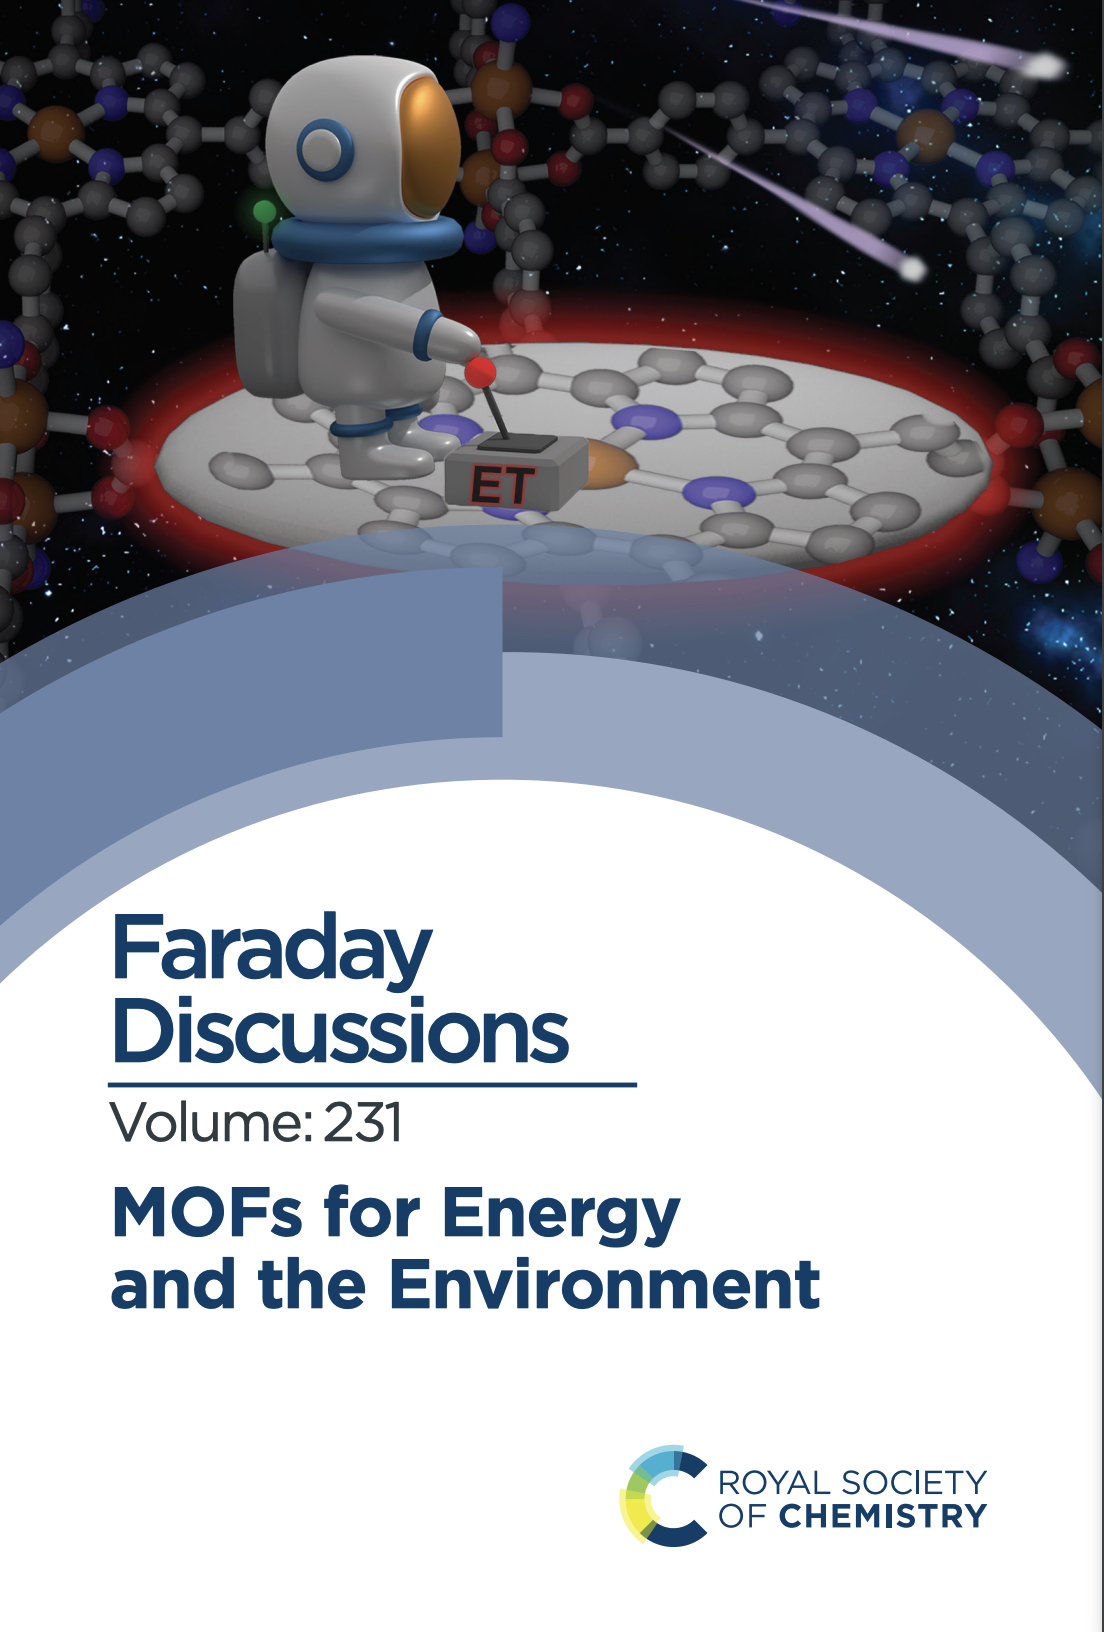 ET
Faraday
Discussions
Volume: 231
MOFs for Energy
and the Environment
ROYAL SOCIETY
OF CHEMISTRY